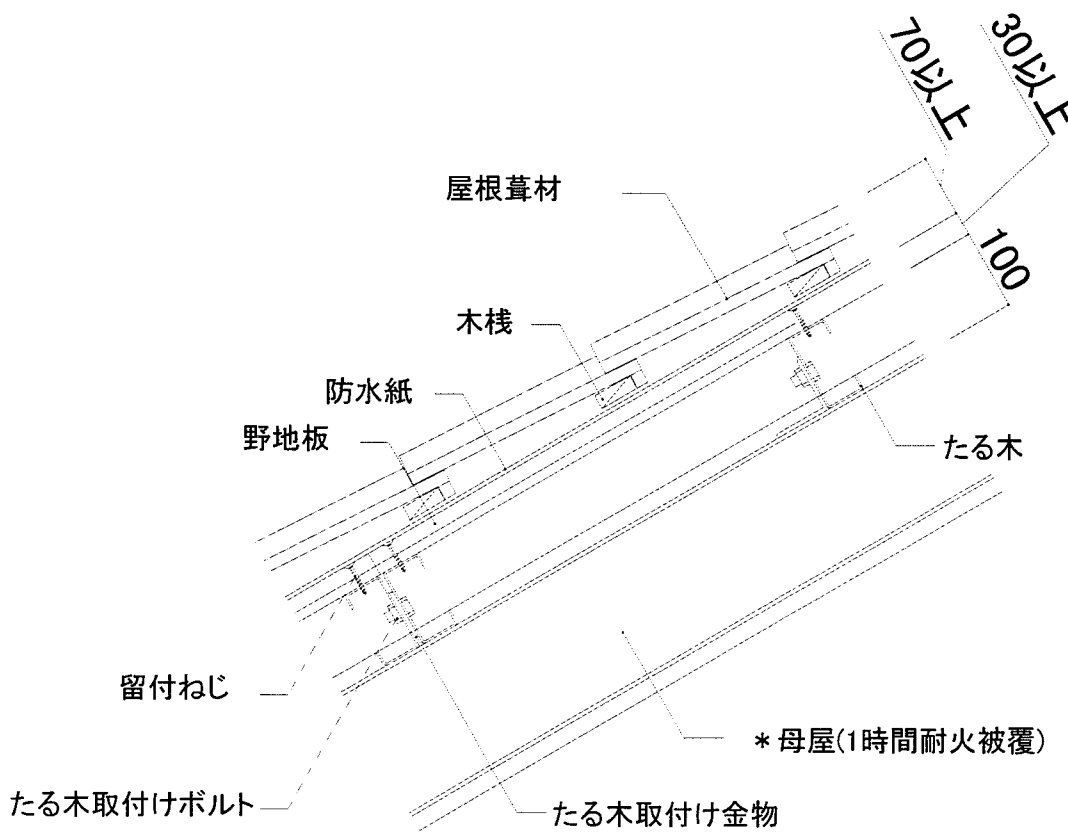 70以上
30以上
100
屋根葺材
木桟
防水紙
野地板
たる木
留付ねじ
＊母屋(1時間耐火被覆)
たる木取付けボルト
たる木取付け金物